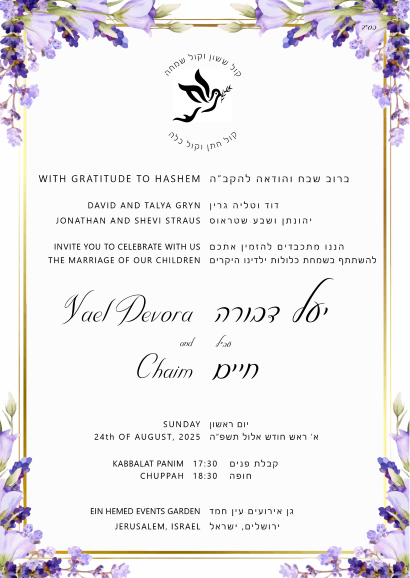 בס״ד
קול ששון וקול שמחה
קול חתן וקול כלה
WITH GRATITUDE TO HASHEM ברוב שבח והודאה להקב״ה
DAVID AND TALYA GRYN דוד וטליה גרין
JONATHAN AND SHEVI STRAUS יהונתן ושבע שטראוס
INVITE YOU TO CELEBRATE WITH US הננו מתכבדים להזמין אתכם
THE MARRIAGE OF OUR CHILDREN להשתתף בשמחת כלולות ילדינו היקרים
Yael Devora יעל דבורה
and עב״ל
Chaim חיים
SUNDAY יום ראשון
24th OF AUGUST, 2025 א׳ ראש חודש אלול תשפ״ה
KABBALAT PANIM 17:30 קבלת פנים
CHUPPAH 18:30 חופה
EIN HEMED EVENTS GARDEN גן אירועים עין חמד
JERUSALEM, ISRAEL ירושלים, ישראל